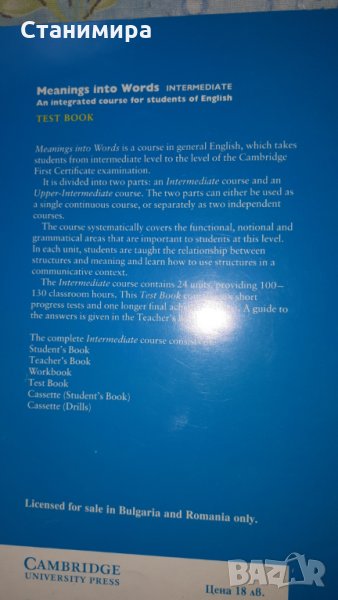 Станимира
Meanings into Words INTERMEDIATE
An integrated course for students of English
TEST BOOK
Meanings into Words is a course in general English, which takes
students from intermediate level to the level of the Cambridge
First Certificate examination.
It is divided into two parts: an Intermediate course and an
Upper-Intermediate course. The two parts can either be used as
a single continuous course, or separately as two independent
courses.
The course systematically covers the functional, notional and
grammatical areas that are important to students at this level.
In each unit, students are taught the relationship between
structures and meaning and learn how to use structures in a
communicative context.
The Intermediate course contains 24 units, providing 100–
130 classroom hours. This Test Book short
progress tests and one longer final A guide to
the answers is given in the Teacher's
The complete Intermediate course
Student's Book
Teacher's Book
Workbook
Test Book
Cassette (Student's Book)
Cassette (Drills)
Licensed for sale in Bulgaria and Romania only.
CAMBRIDGE
UNIVERSITY PRESS
Цена 18 лв.
BAZAR